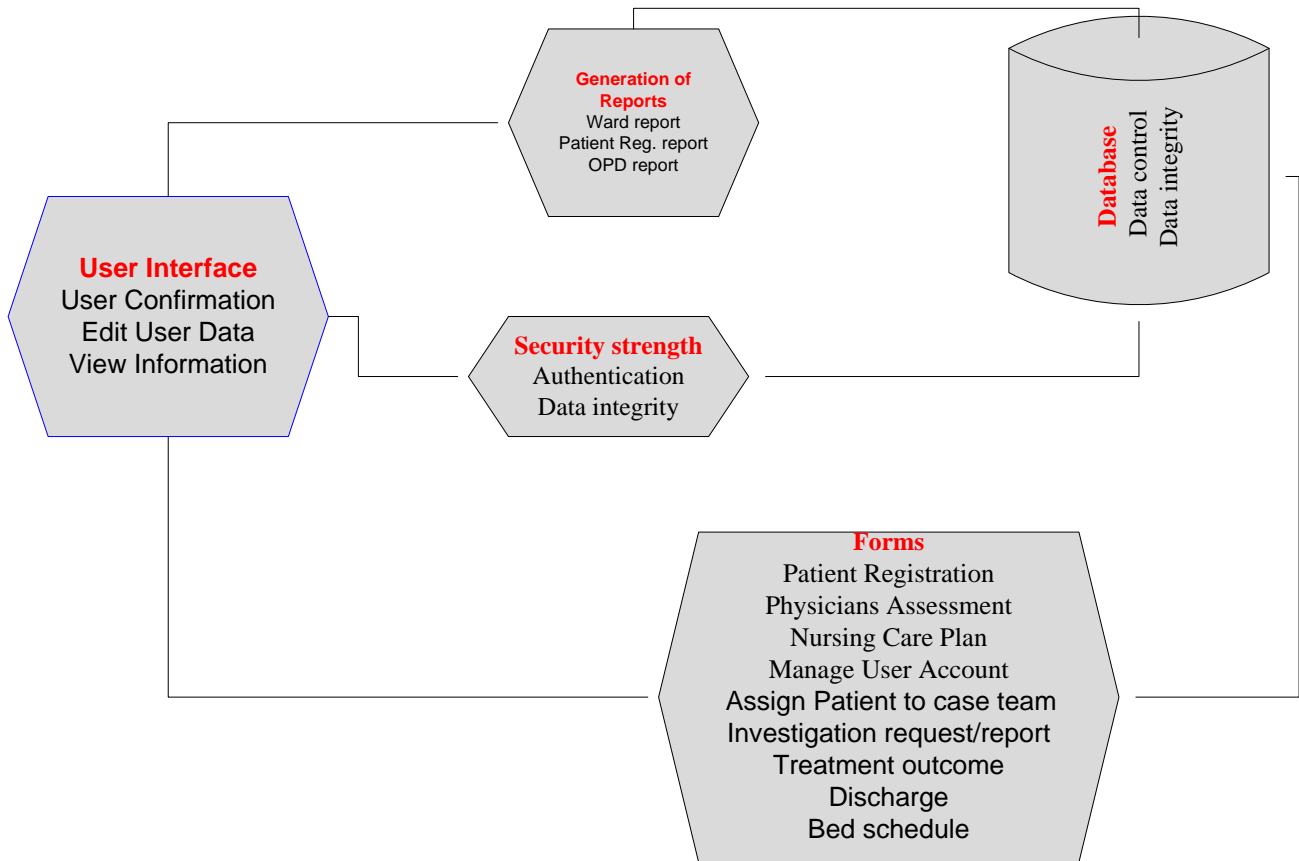 Generation of
Reports
Ward report
Patient Reg. report
OPD report
Database
Data control
Data integrity
User Interface
User Confirmation
Edit User Data
View Information
Security strength
Authentication
Data integrity
Forms
Patient Registration
Physicians Assessment
Nursing Care Plan
Manage User Account
Assign Patient to case team
Investigation request/report
Treatment outcome
Discharge
Bed schedule